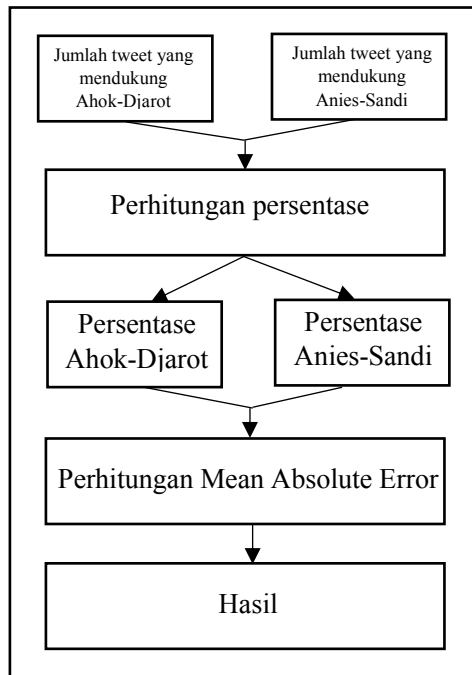 Jumlah tweet yang
mendukung
Ahok-Djarot
Jumlah tweet yang
mendukung
Anies-Sandi
Perhitungan persentase
Persentase
Ahok-Djarot
Persentase
Anies-Sandi
Perhitungan Mean Absolute Error
Hasil